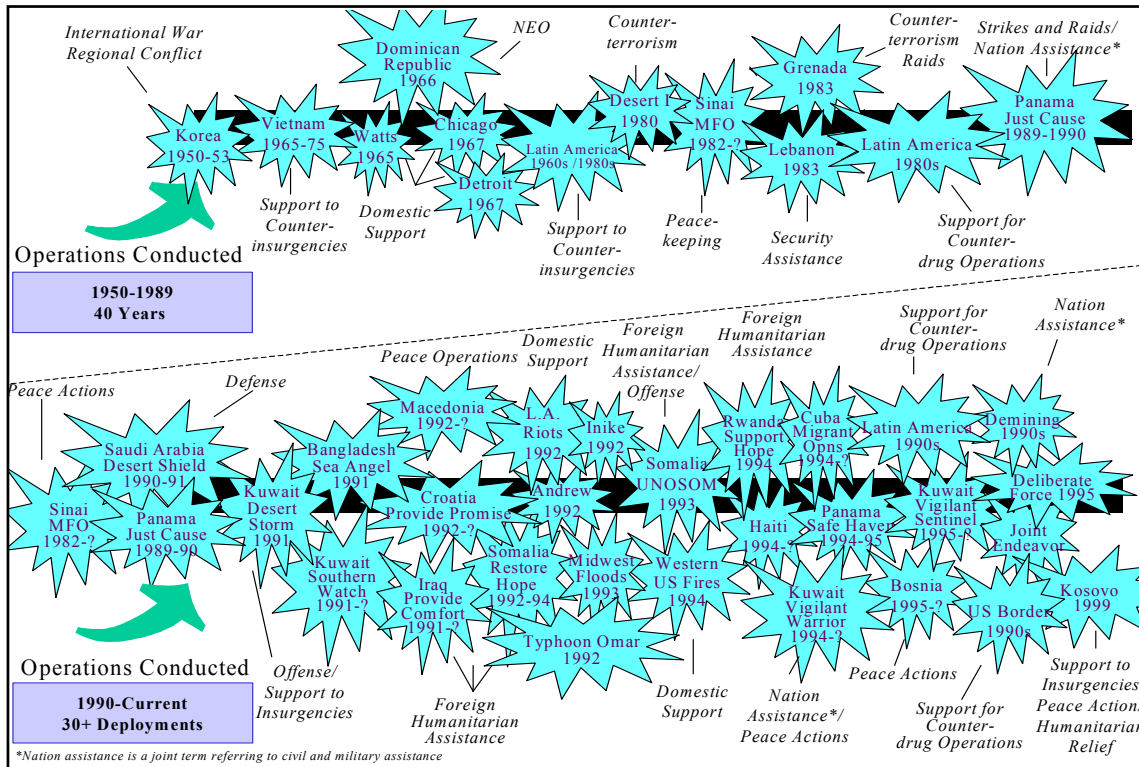 International War
Regional Conflict
Dominican
Republic
1966
NEO
Counter-
terrorism
Counter-
terrorism
Raids
Strikes and Raids/
Nation Assistance*
Korea
1950-53
Vietnam
1965-75
Watts
1965
Chicago
1967
Detroit
1967
Latin America
1960s /1980s
Desert I
1980
Sinai
MFO
1982-?
Grenada
1983
Lebanon
1983
Latin America
1980s
Panama
Just Cause
1989-1990
Support to
Counter-
insurgencies
Domestic
Support
Support to
Counter-
insurgencies
Peace-
keeping
Security
Assistance
Support for
Counter-
drug Operations
Operations Conducted
1950-1989
40 Years
Peace Actions
Defense
Peace Operations
Domestic
Support
Foreign
Humanitarian
Assistance/
Offense
Foreign
Humanitarian
Assistance
Support for
Counter-
drug Operations
Nation
Assistance*
Sinai
MFO
1982-?
Saudi Arabia
Desert Shield
1990-91
Panama
Just Cause
1989-90
Kuwait
Desert
Storm
1991
Bangladesh
Sea Angel
1991
Kuwait
Southern
Watch
1991-?
Macedonia
1992-?
Croatia
Provide Promise
1992-?
Iraq
Provide
Comfort
1991-?
L.A.
Riots
1992
Inike
1992
Andrew
1992
Somalia
Restore
Hope
1992-94
Midwest
Floods
1993
Typhoon Omar
1992
Somalia
UNOSOM
1993
Western
US Fires
1994
Rwanda
Support
Hope
1994
Cuba
Migrant
Opns
1994-?
Haiti
1994-?
Panama
Safe Haven
1994-95
Kuwait
Vigilant
Warrior
1994-?
Latin America
1990s
Kuwait
Vigilant
Sentinel
1995-?
Bosnia
1995-?
Demining
1990s
Deliberate
Force 1995
Joint
Endeavor
US Border
1990s
Kosovo
1999
Operations Conducted
1990-Current
30+ Deployments
Offense/
Support to
Insurgencies
Foreign
Humanitarian
Assistance
Domestic
Support
Nation
Assistance*/
Peace Actions
Peace Actions
Support for
Counter-
drug Operations
Support to
Insurgencies
Peace Actions
Humanitarian
Relief
*Nation assistance is a joint term referring to civil and military assistance